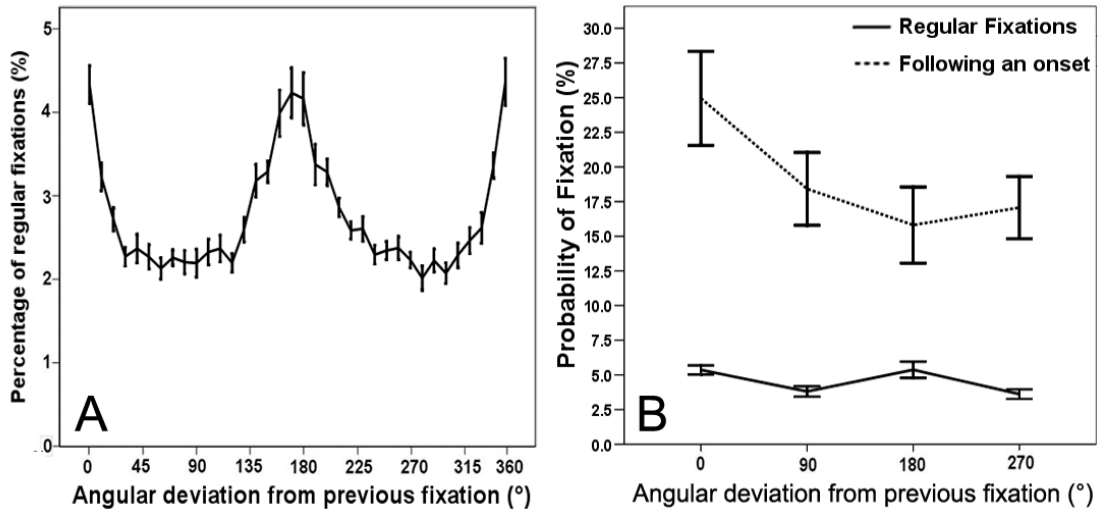 Percentage of regular fixations (%)
5
4
3
2
1
0
A
0 45 90 135 180 225 270 315 360
Angular deviation from previous fixation (°)
Probability of Fixation (%)
30.0
27.5
25.0
22.5
20.0
17.5
15.0
12.5
10.0
7.5
5.0
2.5
0.0
Regular Fixations
Following an onset
B
0 90 180 270
Angular deviation from previous fixation (°)